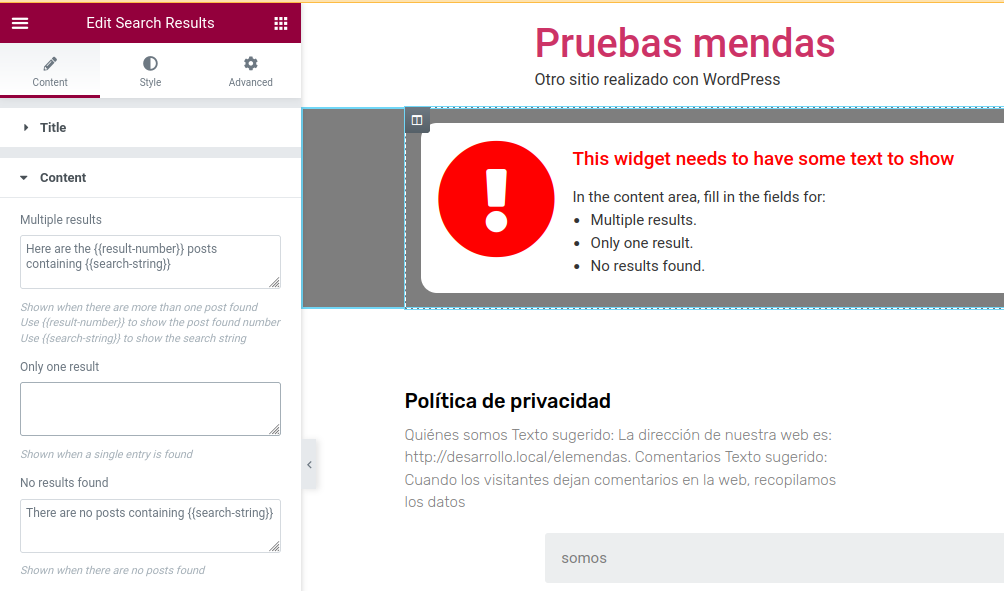 Edit Search Results
Content
Style
Advanced
Title
Content
Multiple results
Here are the {{result-number}} posts
containing {{search-string}}
Shown when there are more than one post found
Use {{result-number}} to show the post found number
Use {{search-string}} to show the search string
Only one result
Shown when a single entry is found
No results found
There are no posts containing {{search-string}}
Shown when there are no posts found
Pruebas mendas
Otro sitio realizado con WordPress
This widget needs to have some text to show
In the content area, fill in the fields for:
• Multiple results.
• Only one result.
• No results found.
Política de privacidad
Quiénes somos Texto sugerido: La dirección de nuestra web es:
http://desarrollo.local/elemendas. Comentarios Texto sugerido:
Cuando los visitantes dejan comentarios en la web, recopilamos
los datos
somos